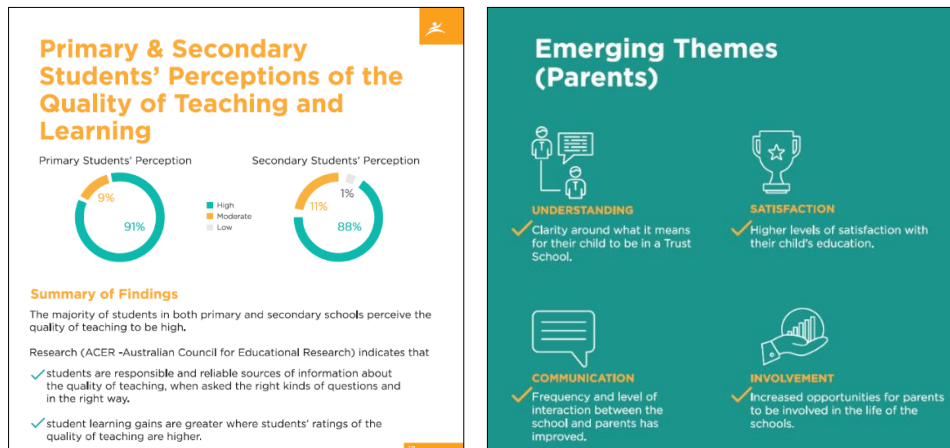 Primary & Secondary
Students' Perceptions of the
Quality of Teaching and
Learning
Primary Students' Perception
Secondary Students' Perception
9%
91%
High
Moderate
Low
1%
11%
88%
Summary of Findings
The majority of students in both primary and secondary schools perceive the
quality of teaching to be high.
Research (ACER -Australian Council for Educational Research) indicates that
students are responsible and reliable sources of information about
the quality of teaching, when asked the right kinds of questions and
in the right way.
student learning gains are greater where students' ratings of the
quality of teaching are higher.
Emerging Themes
(Parents)
UNDERSTANDING
Clarity around what it means
for their child to be in a Trust
School.
SATISFACTION
Higher levels of satisfaction with
their child's education.
COMMUNICATION
Frequency and level of
interaction between the
school and parents has
improved.
INVOLVEMENT
Increased opportunities for parents
to be involved in the life of the
schools.